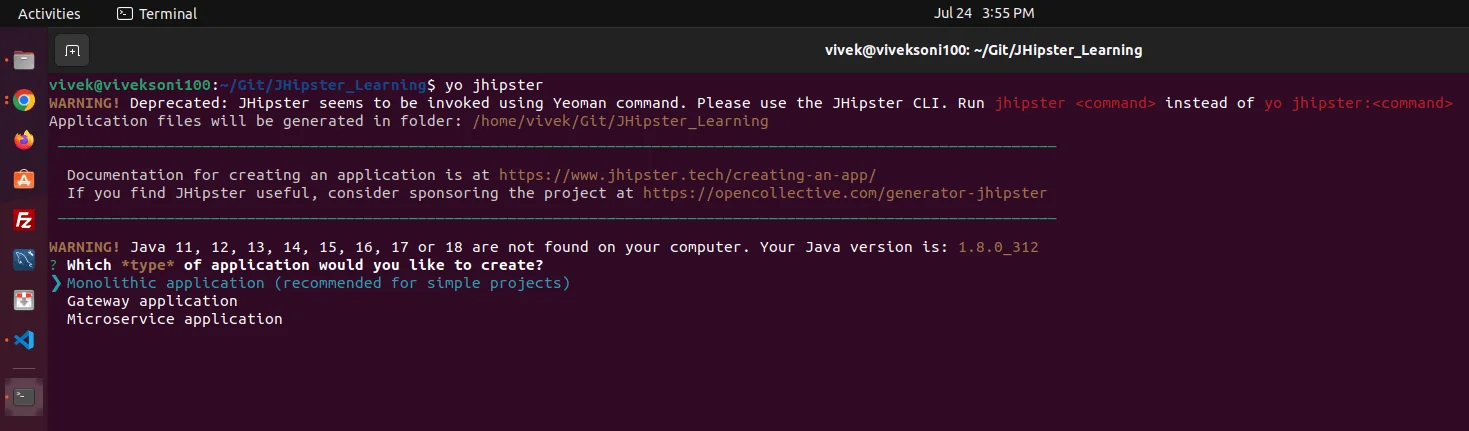 Activities
Terminal
Jul 24 3:55 PM
vivek@viveksoni100: ~/Git/JHipster_Learning
vivek@viveksoni100:~/Git/JHipster_Learning$ yo jhipster
WARNING! Deprecated: JHipster seems to be invoked using Yeoman command. Please use the JHipster CLI. Run jhipster <command> instead of yo jhipster:<command>
Application files will be generated in folder: /home/vivek/Git/JHipster_Learning
Documentation for creating an application is at https://www.jhipster.tech/creating-an-app/
If you find JHipster useful, consider sponsoring the project at https://opencollective.com/generator-jhipster
WARNING! Java 11, 12, 13, 14, 15, 16, 17 or 18 are not found on your computer. Your Java version is: 1.8.0_312
? Which *type* of application would you like to create?
❯ Monolithic application (recommended for simple projects)
Gateway application
Microservice application
Fz